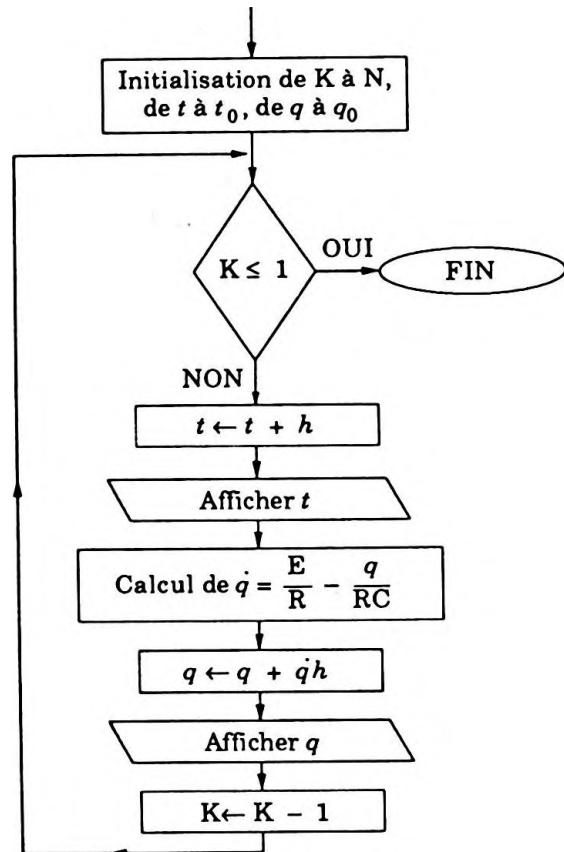 Initialisation de K à N,
de t à t₀, de q à q₀
K ≤ 1
OUI
FIN
NON
t ← t + h
Afficher t
Calcul de q̇ = E/R − q/RC
q ← q + q̇h
Afficher q
K ← K − 1